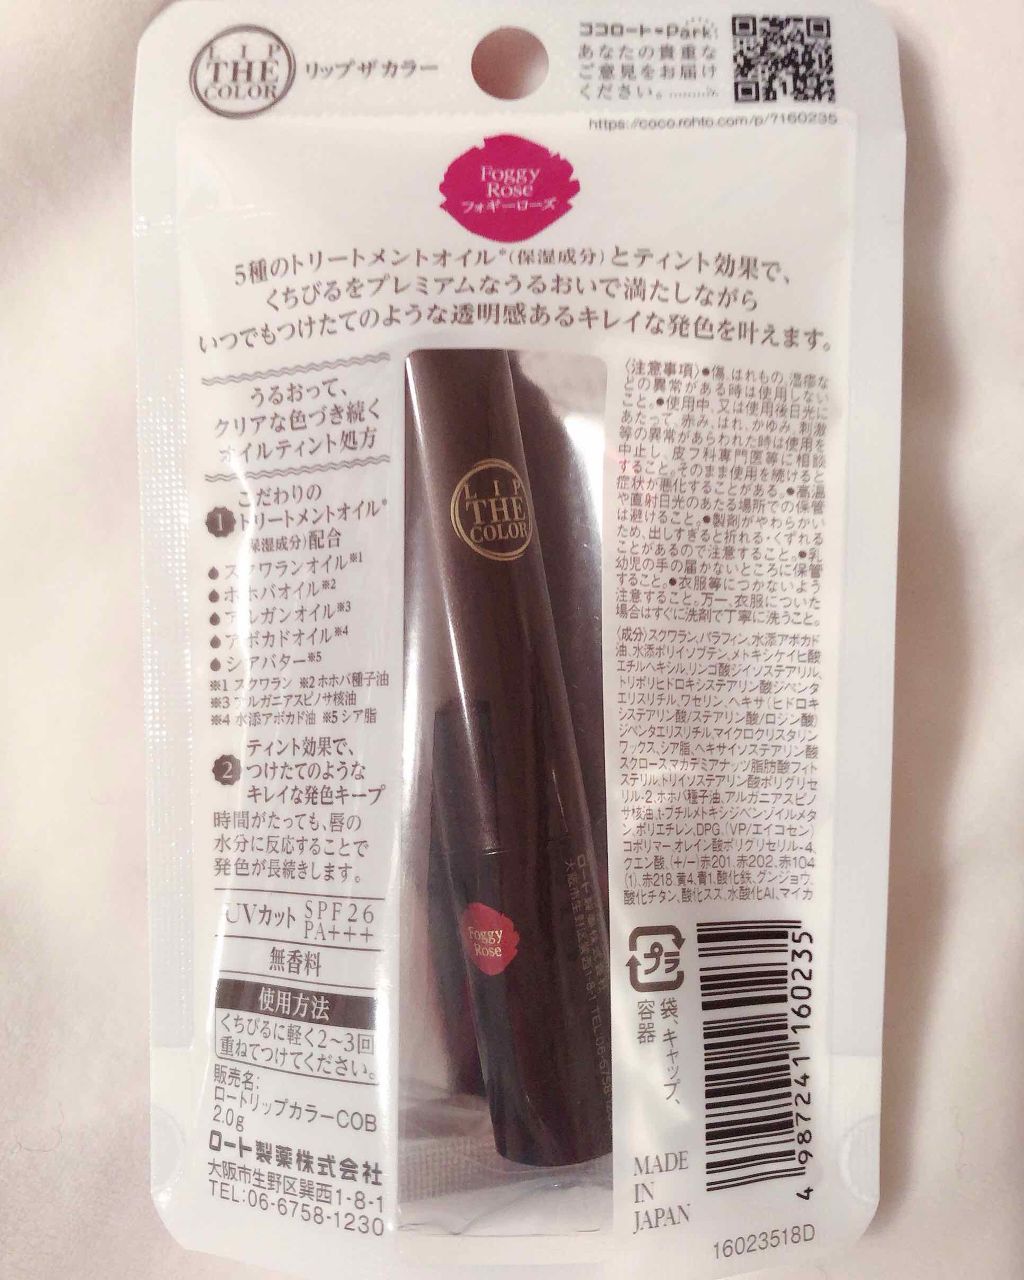 LIP
THE
COLOR
リップザカラー
ココロート・Park:
あなたの貴重な
ご意見をお届け
ください。
https://coco.rohto.com/p/?160235
Foggy
Rose
フォギーローズ
5種のトリートメントオイル*(保湿成分)とティント効果で、
くちびるをプレミアムなうるおいで満たしながら
いつでもつけたてのような透明感あるキレイな発色を叶えます。
うるおって、
クリアな色づき続く
オイルティント処方
1 こだわりの
トリートメントオイル*
(保湿成分)配合
スクワランオイル※1
ホホバオイル※2
アルガンオイル※3
アボカドオイル※4
シアバター※5
※1 スクワラン ※2 ホホバ種子油
※3 アルガニアスピノサ核油
※4 水添アボカド油 ※5 シア脂
2 ティント効果で、
つけたてのような
キレイな発色キープ
時間がたっても、唇の
水分に反応することで
発色が長続きします。
UVカット SPF26
PA+++
無香料
使用方法
くちびるに軽く2～3回
重ねてつけてください。
販売名:
ロートリップカラーCOB
2.0g
ロート製薬株式会社
大阪市生野区巽西1-8-1
TEL:06-6758-1230
LIP
THE
COLOR
Foggy
Rose
〈注意事項〉●傷、はれもの、湿疹な
どの異常がある時は使用しない
こと。●使用中、又は使用後日光に
あたって、赤み、はれ、かゆみ、刺激
等の異常があらわれた時は使用を
中止し、皮フ科専門医等に相談
すること。そのまま使用を続けると
症状が悪化することがある。●高温
や直射日光のあたる場所での保管
は避けること。●製剤がやわらかい
ため、出しすぎると折れる・くずれる
ことがあるので注意すること。●乳
幼児の手の届かないところに保管
すること。●衣服等につかないよう
注意すること。万一、衣服についた
場合はすぐに洗剤で丁寧に洗うこと。
〈成分〉スクワラン、パラフィン、水添アボカド
油、水添ポリイソブテン、メトキシケイヒ酸
エチルヘキシル、リンゴ酸ジイソステアリル、
トリポリヒドロキシステアリン酸ジペンタ
エリスリチル、ワセリン、ヘキサ(ヒドロキ
システアリン酸/ステアリン酸/ロジン酸)
ジペンタエリスリチル、マイクロクリスタリン
ワックス、シア脂、ヘキサイソステアリン酸
スクロース、マカデミアナッツ脂肪酸フィト
ステリル、トリイソステアリン酸ポリグリセ
リル-2、ホホバ種子油、アルガニアスピノ
サ核油、t-ブチルメトキシジベンゾイルメタ
ン、ポリエチレン、DPG、(VP/エイコセン)
コポリマー、オレイン酸ポリグリセリル-4、
クエン酸、(+/-)赤201、赤202、赤104
(1)、赤218、黄4、青1、酸化鉄、グンジョウ、
酸化チタン、酸化スズ、水酸化Al、マイカ
プラ
袋、キャップ、
容器
MADE
IN
JAPAN
4 987241 160235
16023518D